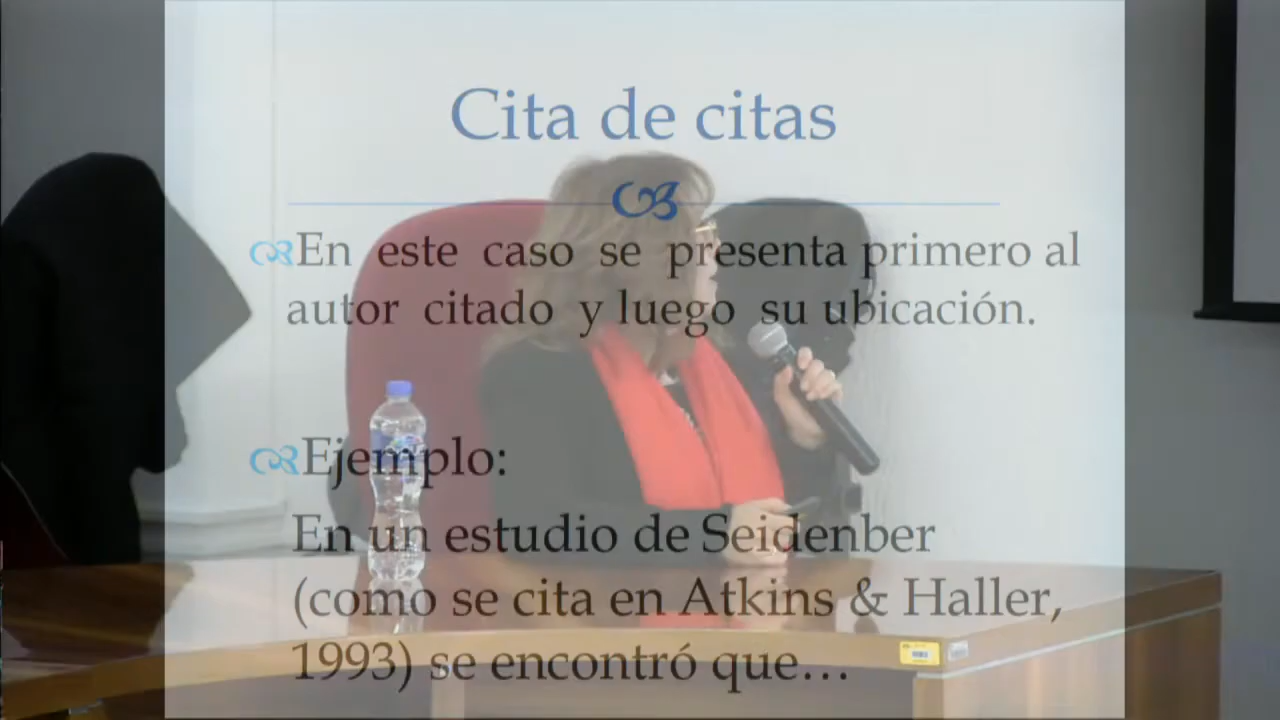 Cita de citas
En este caso se presenta primero al
autor citado y luego su ubicación.
Ejemplo:
En un estudio de Seidenber
(como se cita en Atkins & Haller,
1993) se encontró que…